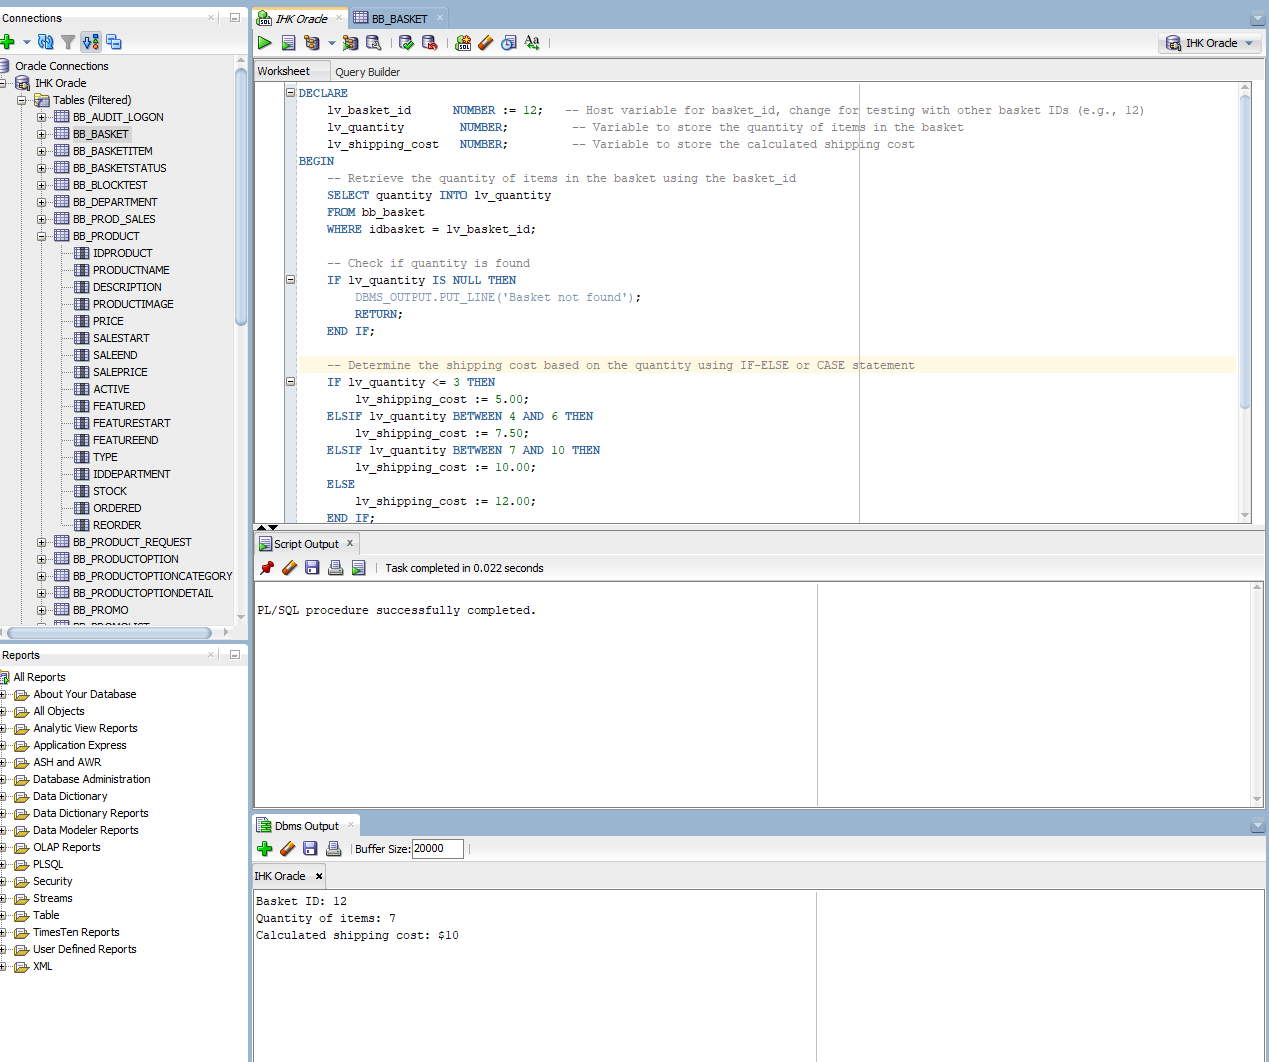 Connections
Oracle Connections
IHK Oracle
Tables (Filtered)
BB_AUDIT_LOGON
BB_BASKET
BB_BASKETITEM
BB_BASKETSTATUS
BB_BLOCKTEST
BB_DEPARTMENT
BB_PROD_SALES
BB_PRODUCT
IDPRODUCT
PRODUCTNAME
DESCRIPTION
PRODUCTIMAGE
PRICE
SALESTART
SALEEND
SALEPRICE
ACTIVE
FEATURED
FEATURESTART
FEATUREEND
TYPE
IDDEPARTMENT
STOCK
ORDERED
REORDER
BB_PRODUCT_REQUEST
BB_PRODUCTOPTION
BB_PRODUCTOPTIONCATEGORY
BB_PRODUCTOPTIONDETAIL
BB_PROMO
BB_PROMOLIST
Reports
All Reports
About Your Database
All Objects
Analytic View Reports
Application Express
ASH and AWR
Database Administration
Data Dictionary
Data Dictionary Reports
Data Modeler Reports
OLAP Reports
PLSQL
Security
Streams
Table
TimesTen Reports
User Defined Reports
XML
IHK Oracle
BB_BASKET
IHK Oracle
Worksheet Query Builder
DECLARE
lv_basket_id NUMBER := 12; -- Host variable for basket_id, change for testing with other basket IDs (e.g., 12)
lv_quantity NUMBER; -- Variable to store the quantity of items in the basket
lv_shipping_cost NUMBER; -- Variable to store the calculated shipping cost
BEGIN
-- Retrieve the quantity of items in the basket using the basket_id
SELECT quantity INTO lv_quantity
FROM bb_basket
WHERE idbasket = lv_basket_id;
-- Check if quantity is found
IF lv_quantity IS NULL THEN
DBMS_OUTPUT.PUT_LINE('Basket not found');
RETURN;
END IF;
-- Determine the shipping cost based on the quantity using IF-ELSE or CASE statement
IF lv_quantity <= 3 THEN
lv_shipping_cost := 5.00;
ELSIF lv_quantity BETWEEN 4 AND 6 THEN
lv_shipping_cost := 7.50;
ELSIF lv_quantity BETWEEN 7 AND 10 THEN
lv_shipping_cost := 10.00;
ELSE
lv_shipping_cost := 12.00;
END IF;
Script Output
Task completed in 0.022 seconds
PL/SQL procedure successfully completed.
Dbms Output
Buffer Size: 20000
IHK Oracle
Basket ID: 12
Quantity of items: 7
Calculated shipping cost: $10